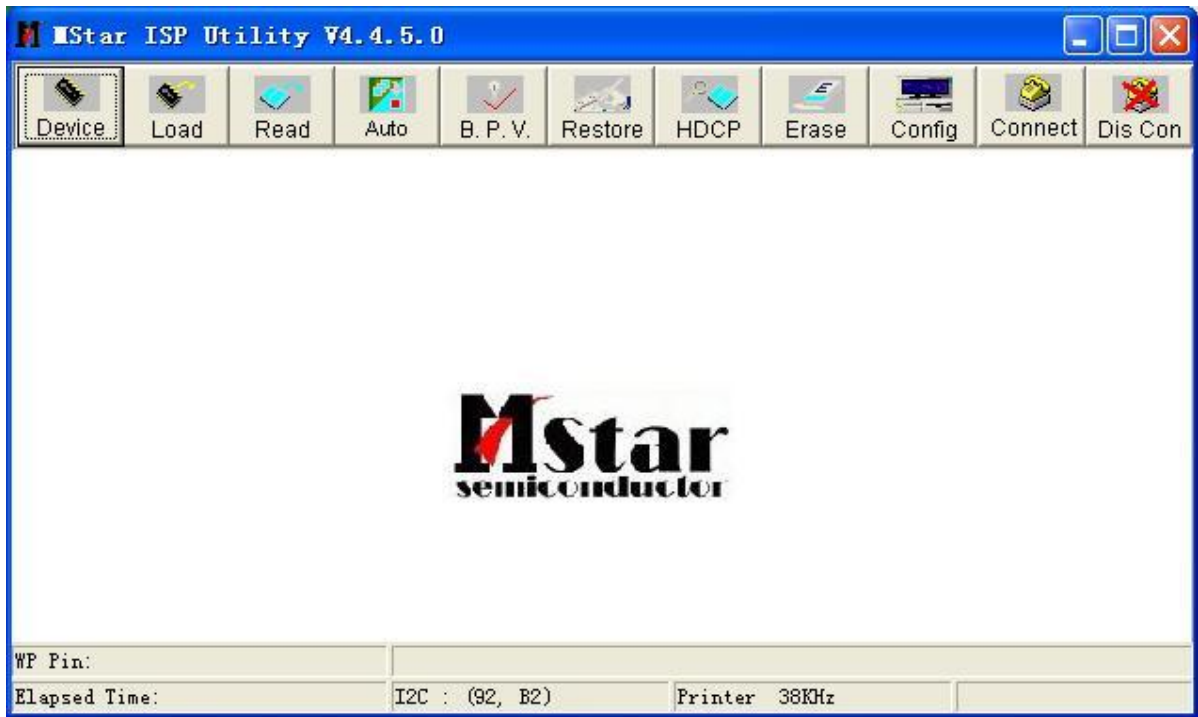 MStar ISP Utility V4.4.5.0
Device Load Read Auto B.P.V. Restore HDCP Erase Config Connect Dis Con
MStar
semiconductor
WP Pin:
Elapsed Time: I2C : (92, B2) Printer 38KHz